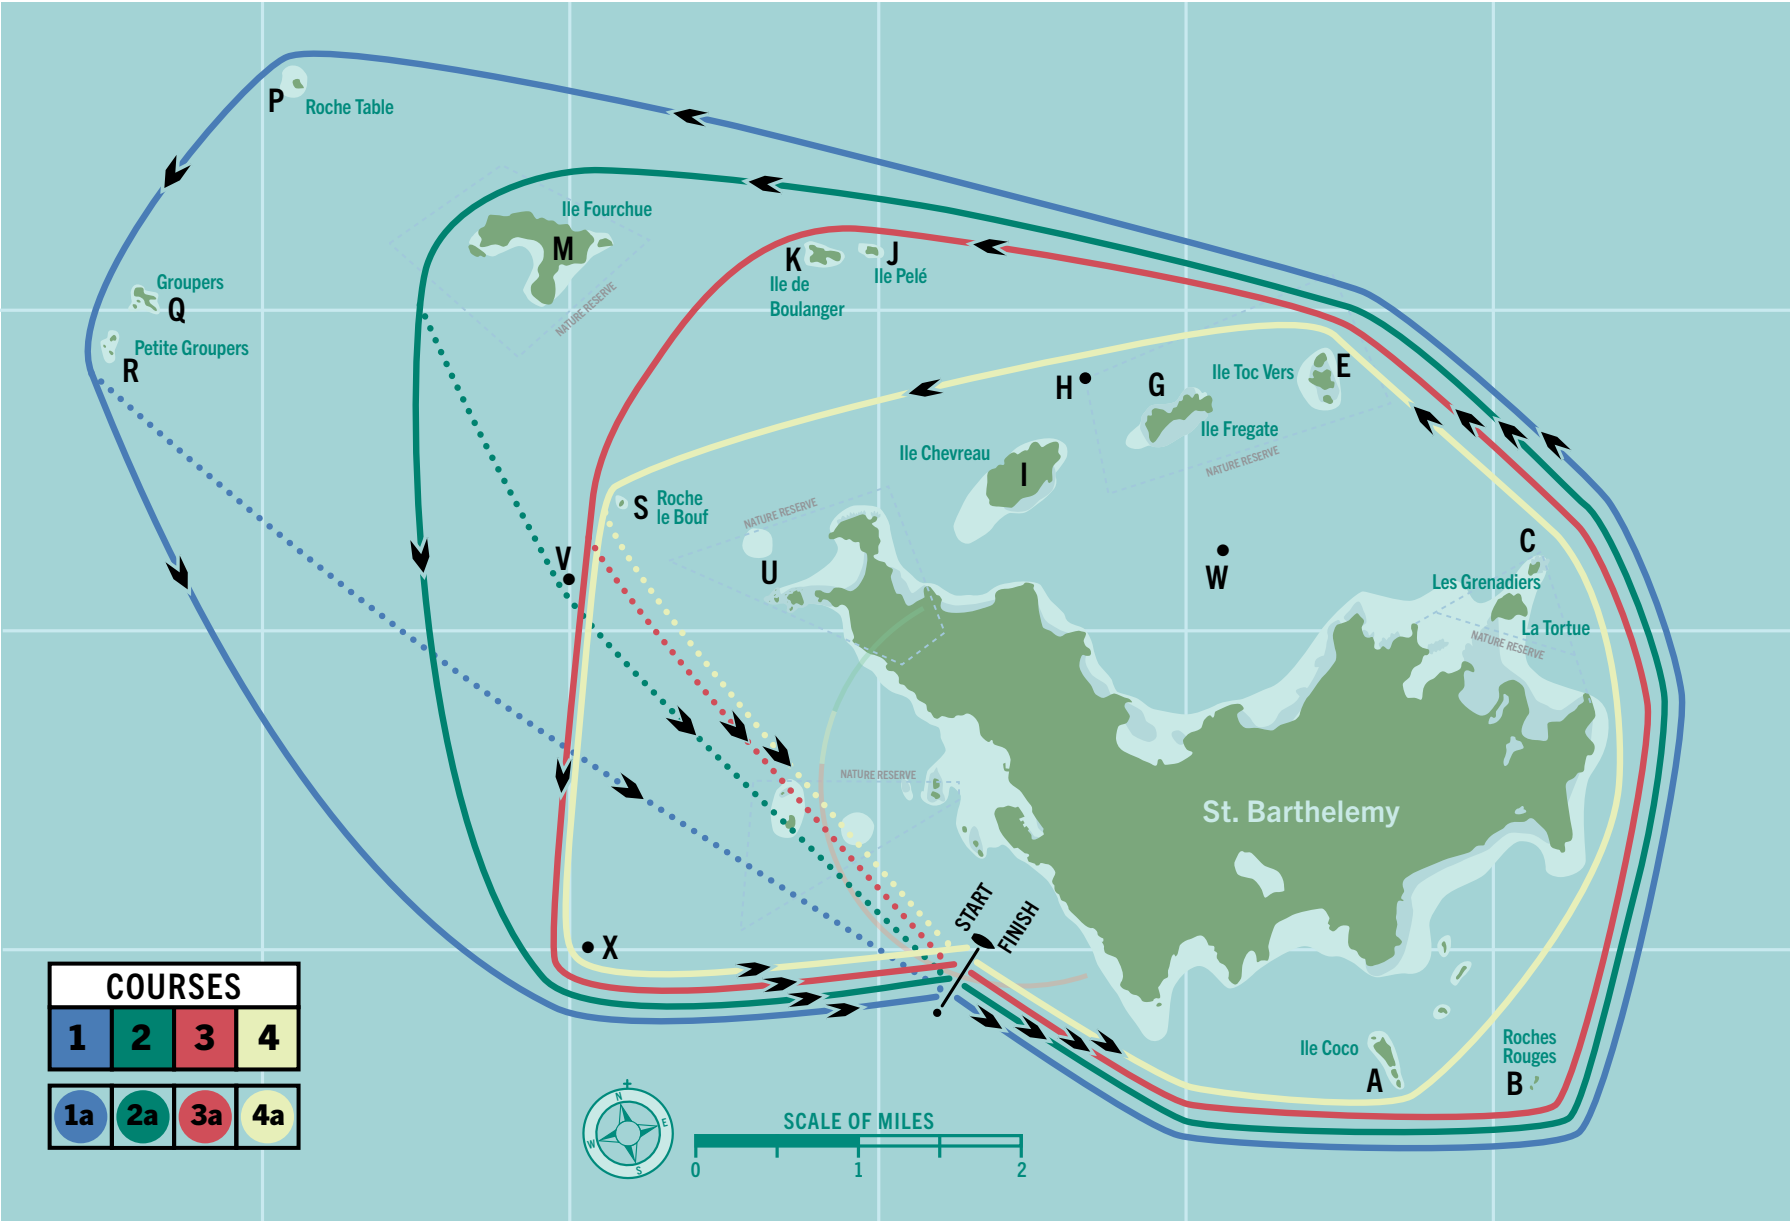 P
Roche Table
Ile Fourchue
M
NATURE RESERVE
K
J
Ile Pelé
Ile de
Boulanger
Groupers
Q
Petite Groupers
R
H
G
Ile Toc Vers
E
Ile Fregate
NATURE RESERVE
Ile Chevreau
I
S
Roche
le Bouf
NATURE RESERVE
U
V
W
C
Les Grenadiers
La Tortue
NATURE RESERVE
NATURE RESERVE
St. Barthelemy
START
FINISH
X
COURSES
1 2 3 4
1a 2a 3a 4a
Ile Coco
A
Roches
Rouges
B
N
E
S
W
SCALE OF MILES
0 1 2